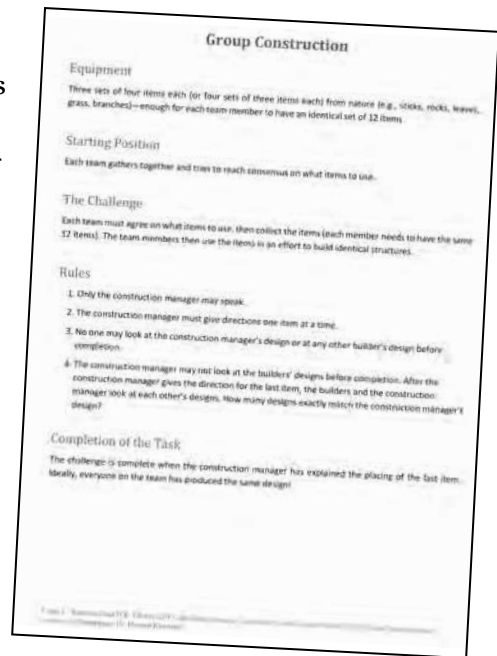 s
Group Construction
Equipment
Three sets of four items each (or four sets of three items each) from nature (e.g., sticks, rocks, leaves,
grass, branches)—enough for each team member to have an identical set of 12 items.
Starting Position
Each team gathers together and tries to reach consensus on what items to use.
The Challenge
Each team must agree on what items to use, then collect the items (each member needs to have the same
12 items). The team members then use the items in an effort to build identical structures.
Rules
1. Only the construction manager may speak.
2. The construction manager must give directions one item at a time.
3. No one may look at the construction manager's design or at any other builder's design before
completion.
4. The construction manager may not look at the builders' designs before completion. After the
construction manager gives the direction for the last item, the builders and the construction
manager look at each other's designs. How many designs exactly match the construction manager's
design?
Completion of the Task
The challenge is complete when the construction manager has explained the placing of the last item.
Ideally, everyone on the team has produced the same design!